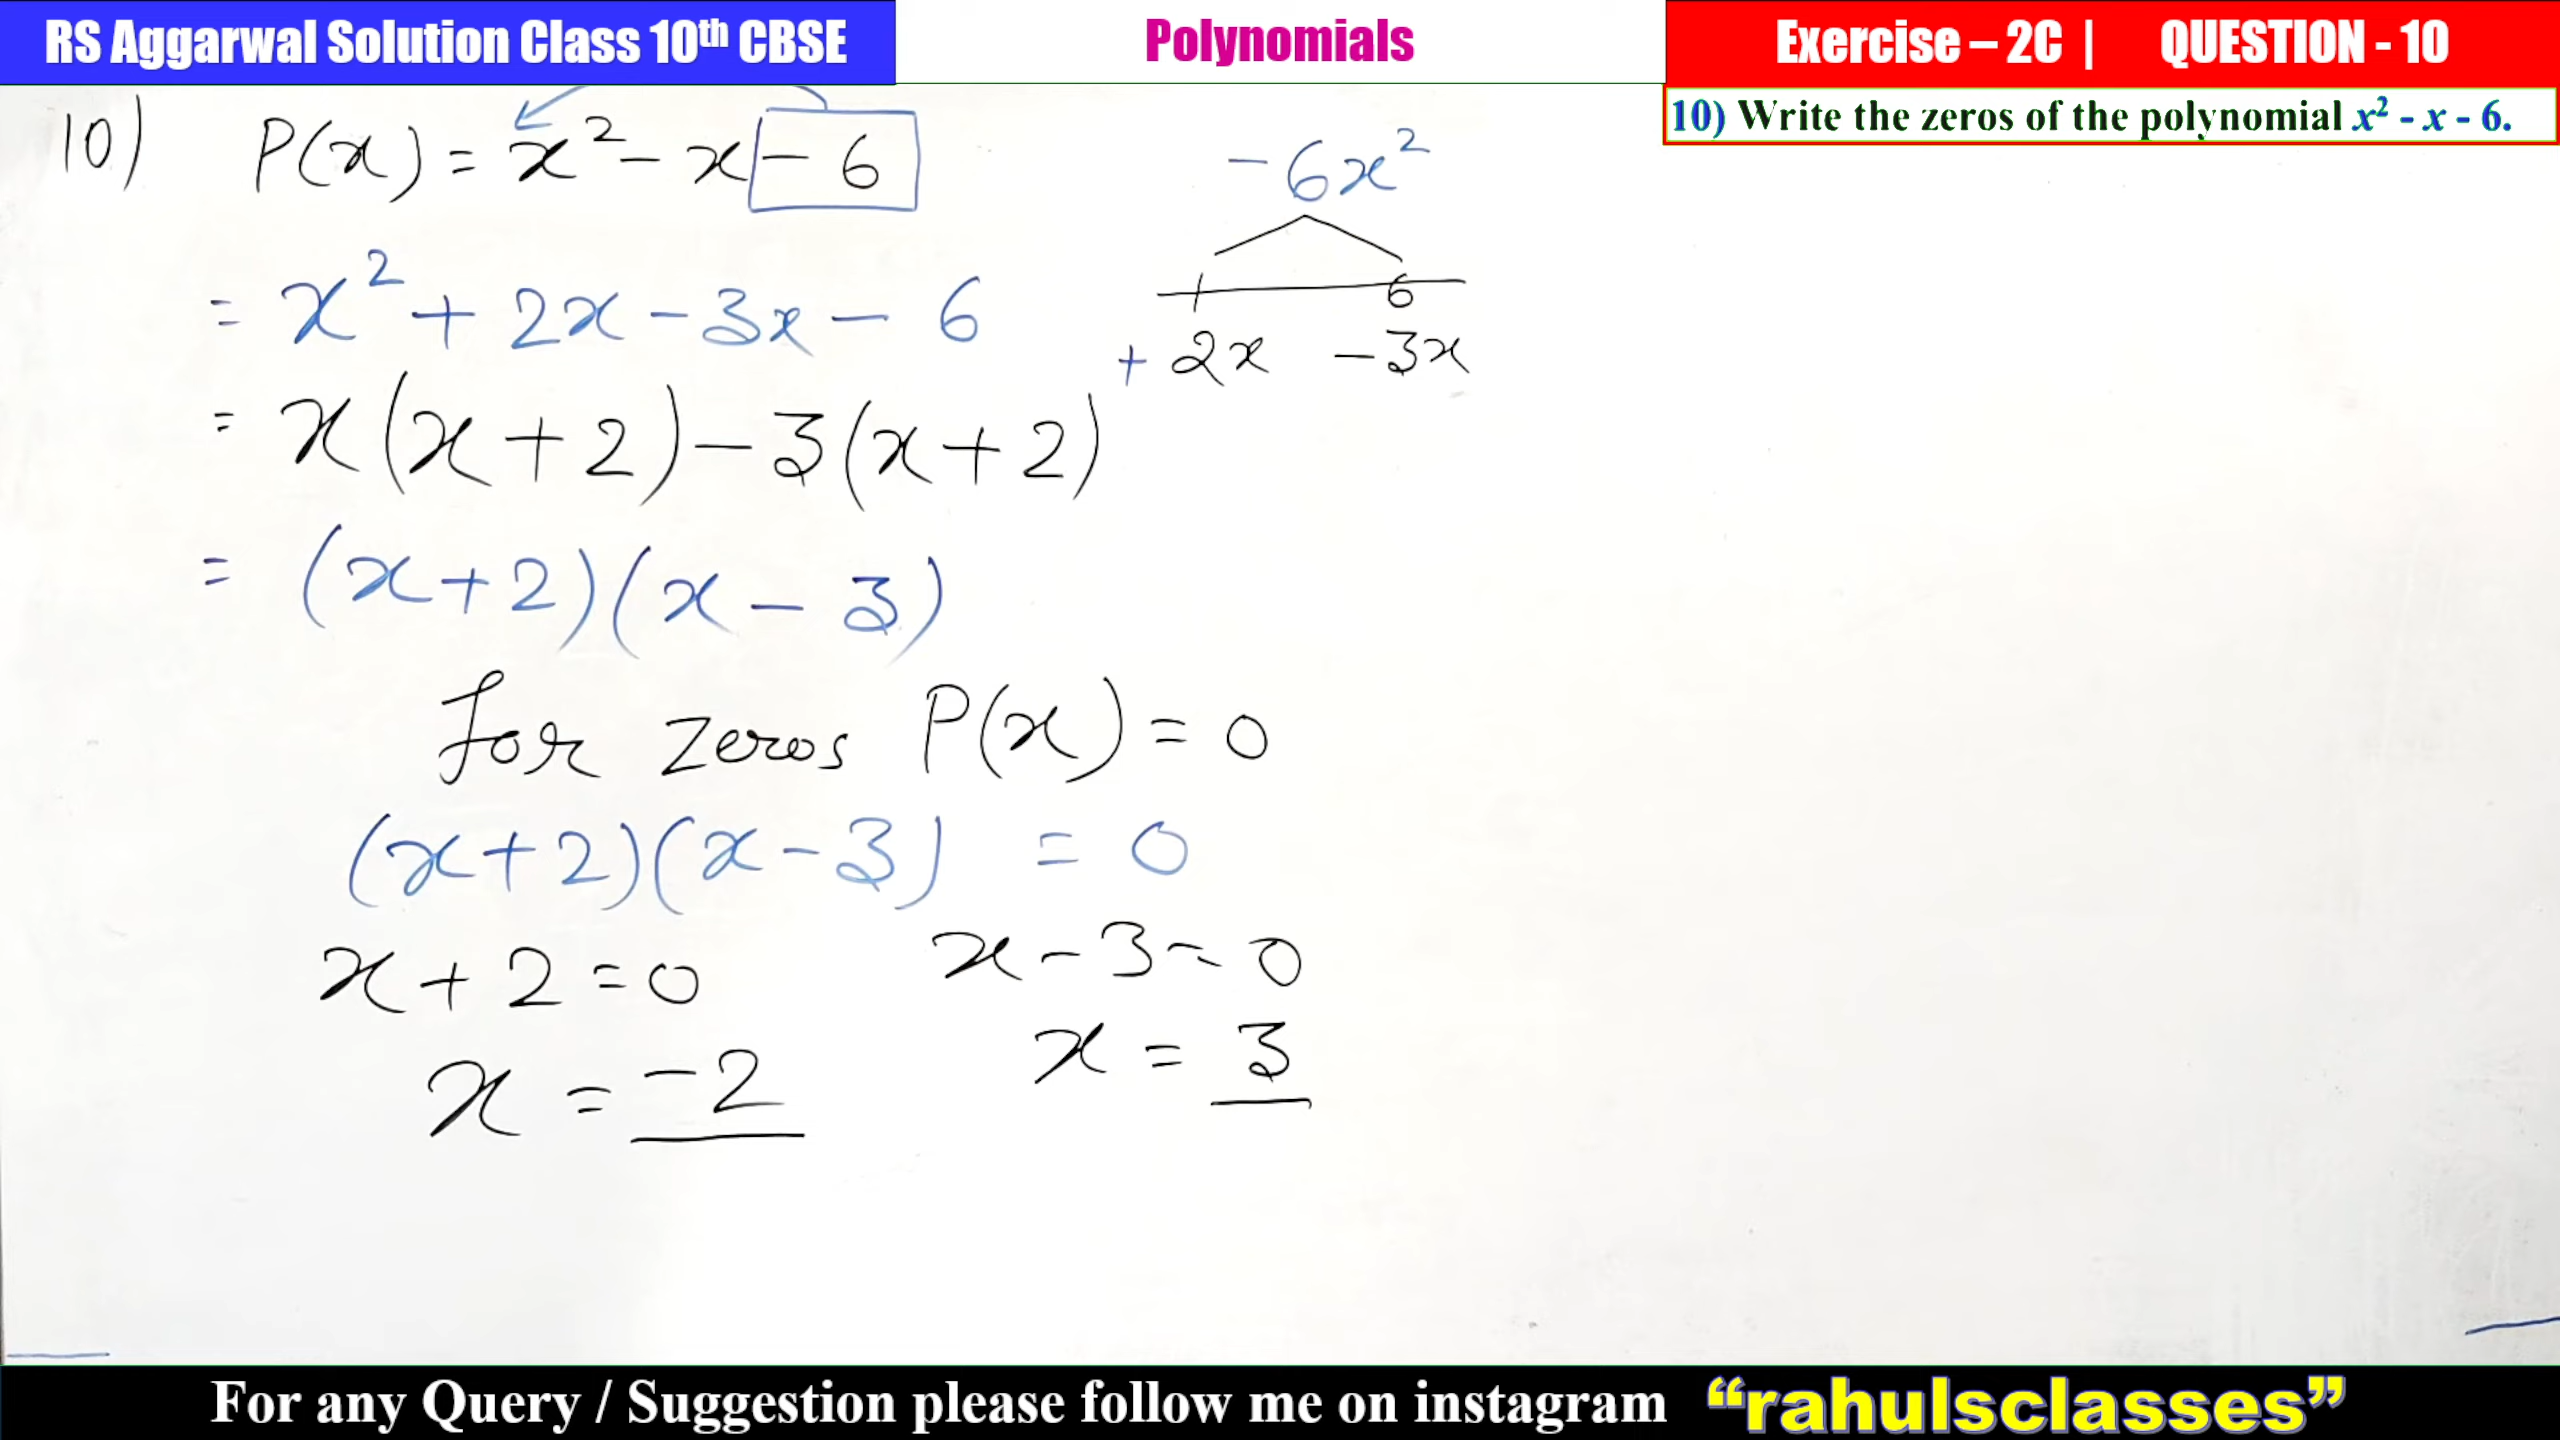 RS Aggarwal Solution Class 10th CBSE
Polynomials
Exercise – 2C | QUESTION - 10
10) Write the zeros of the polynomial x² - x - 6.
10) P(x) = x² - x - 6
-6x²
1 6
+ 2x - 3x
= x² + 2x - 3x - 6
= x(x+2) - 3(x+2)
= (x+2)(x-3)
For zeros P(x) = 0
(x+2)(x-3) = 0
x+2=0 x-3=0
x = -2 x = 3
For any Query / Suggestion please follow me on instagram "rahulsclasses"